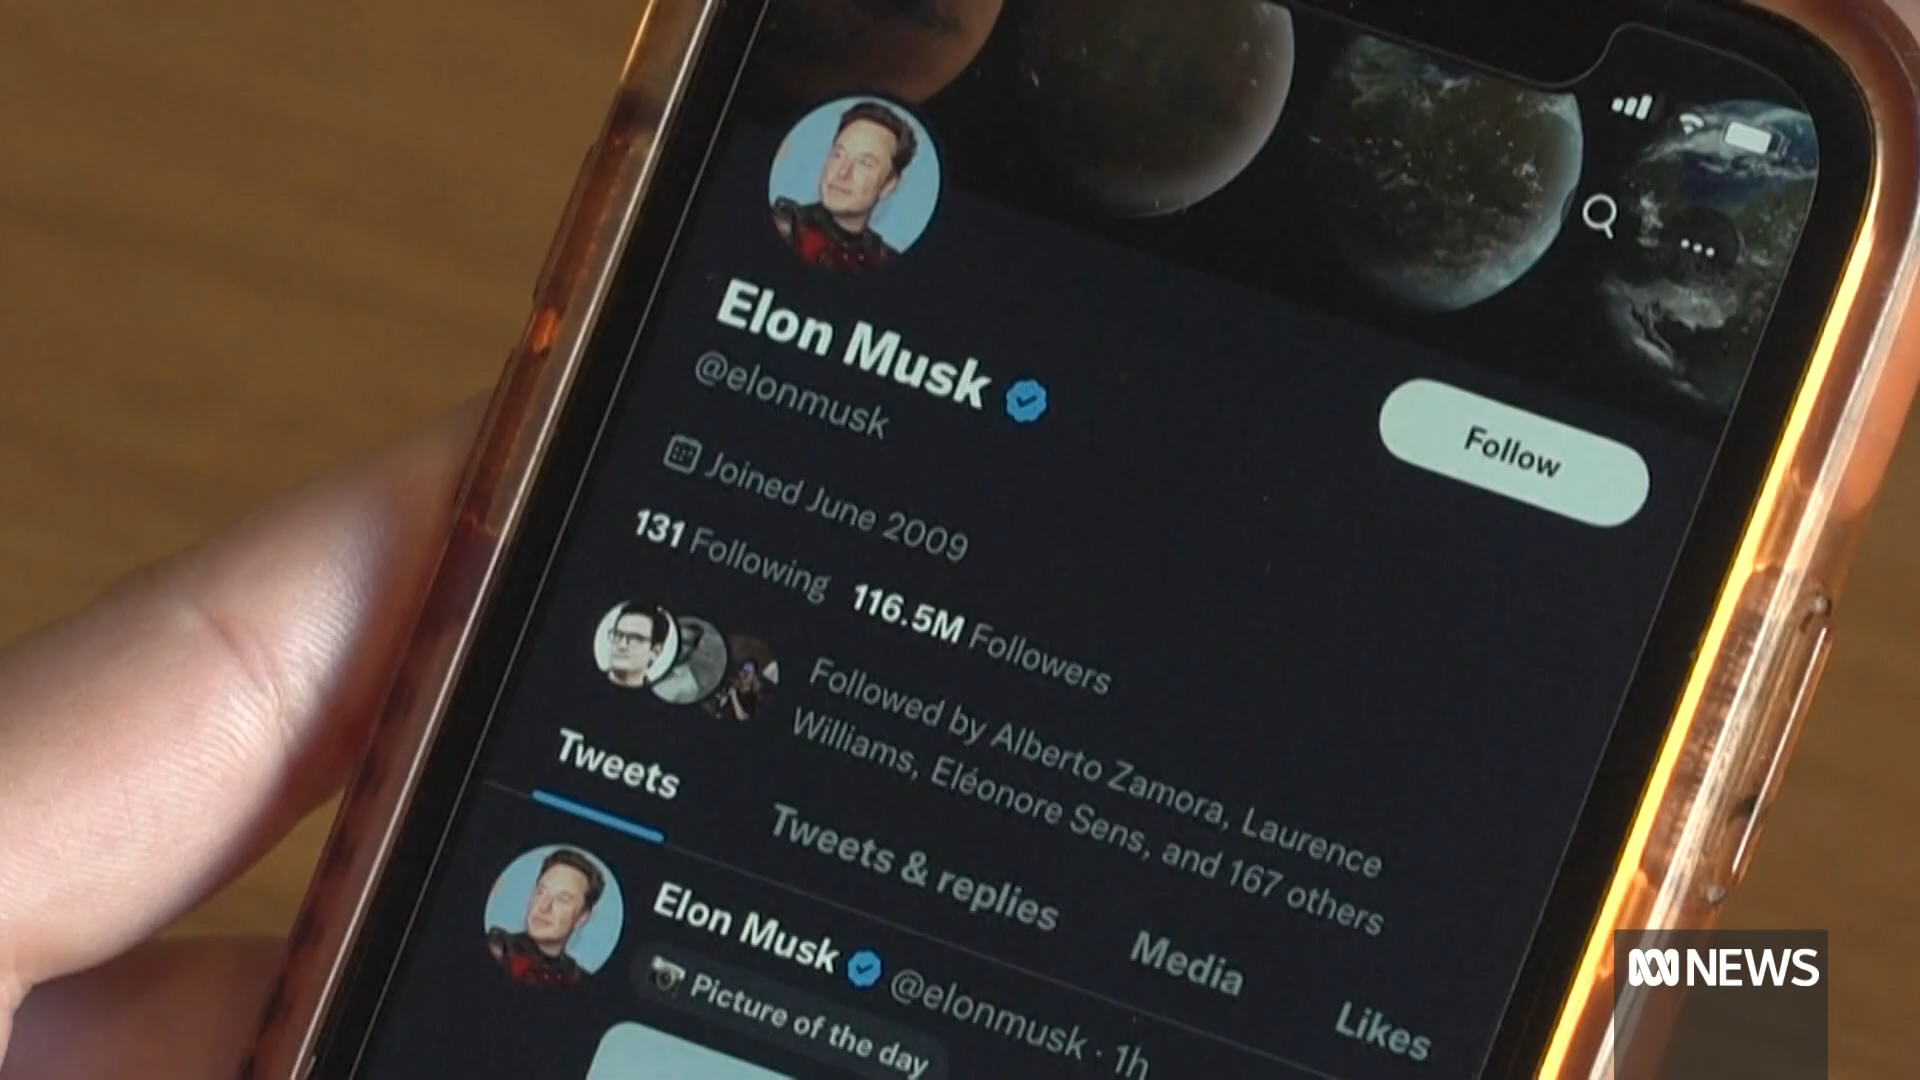 Elon Musk
@elonmusk
Follow
Joined June 2009
131 Following 116.5M Followers
Followed by Alberto Zamora, Laurence
Williams, Eléonore Sens, and 167 others
Tweets Tweets & replies Media Likes
Elon Musk @elonmusk · 1h
Picture of the day
NEWS